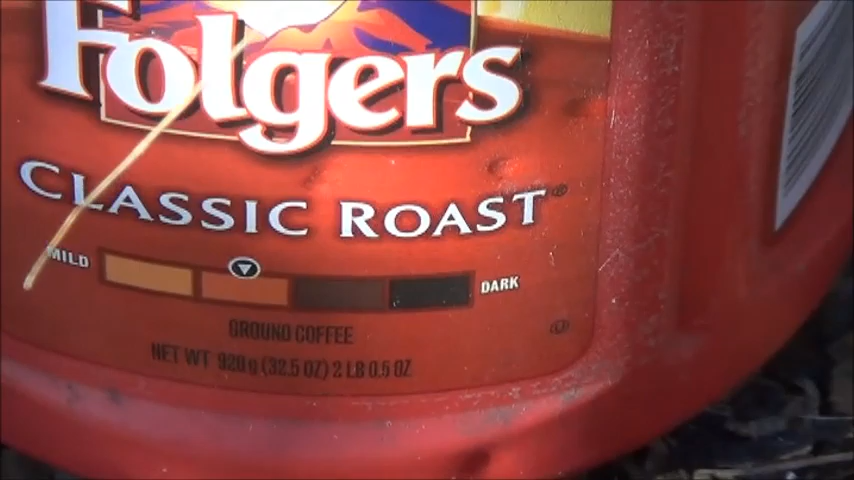 Folgers
CLASSIC ROAST®
MILD DARK
GROUND COFFEE
NET WT 920 g (32.5 OZ) 2 LB 0.5 OZ